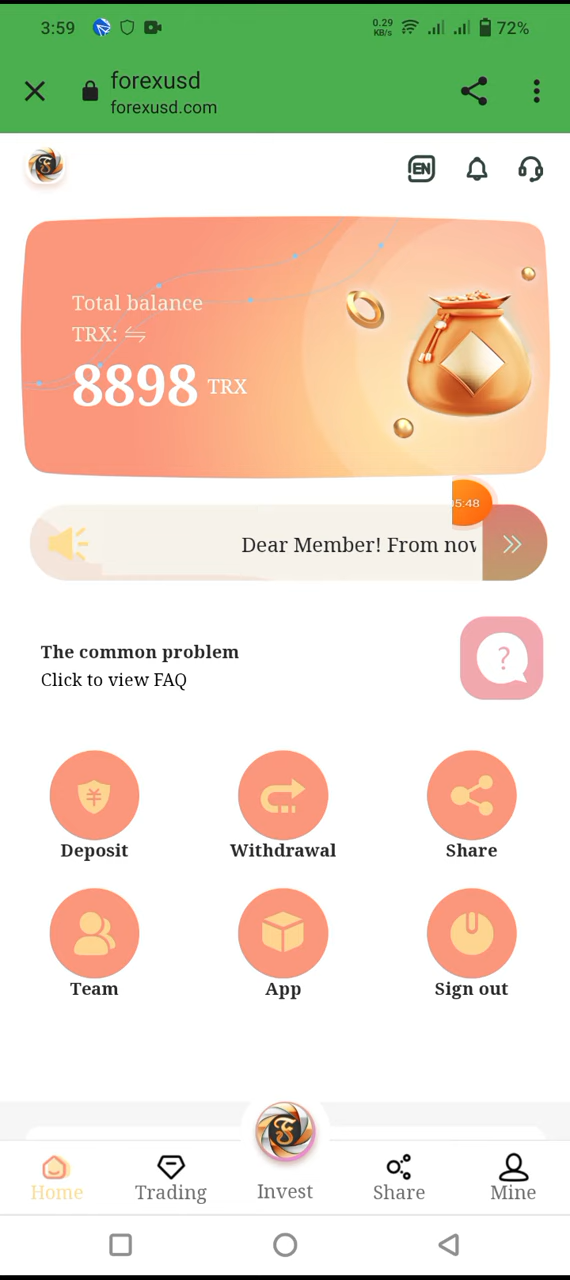 3:59
0.29
KB/s
72%
forexusd
forexusd.com
EN
Total balance
TRX:
8898 TRX
5:48
Dear Member! From nov
The common problem
Click to view FAQ
?
¥
Deposit
Withdrawal
Share
Team
App
Sign out
Home
Trading
Invest
Share
Mine